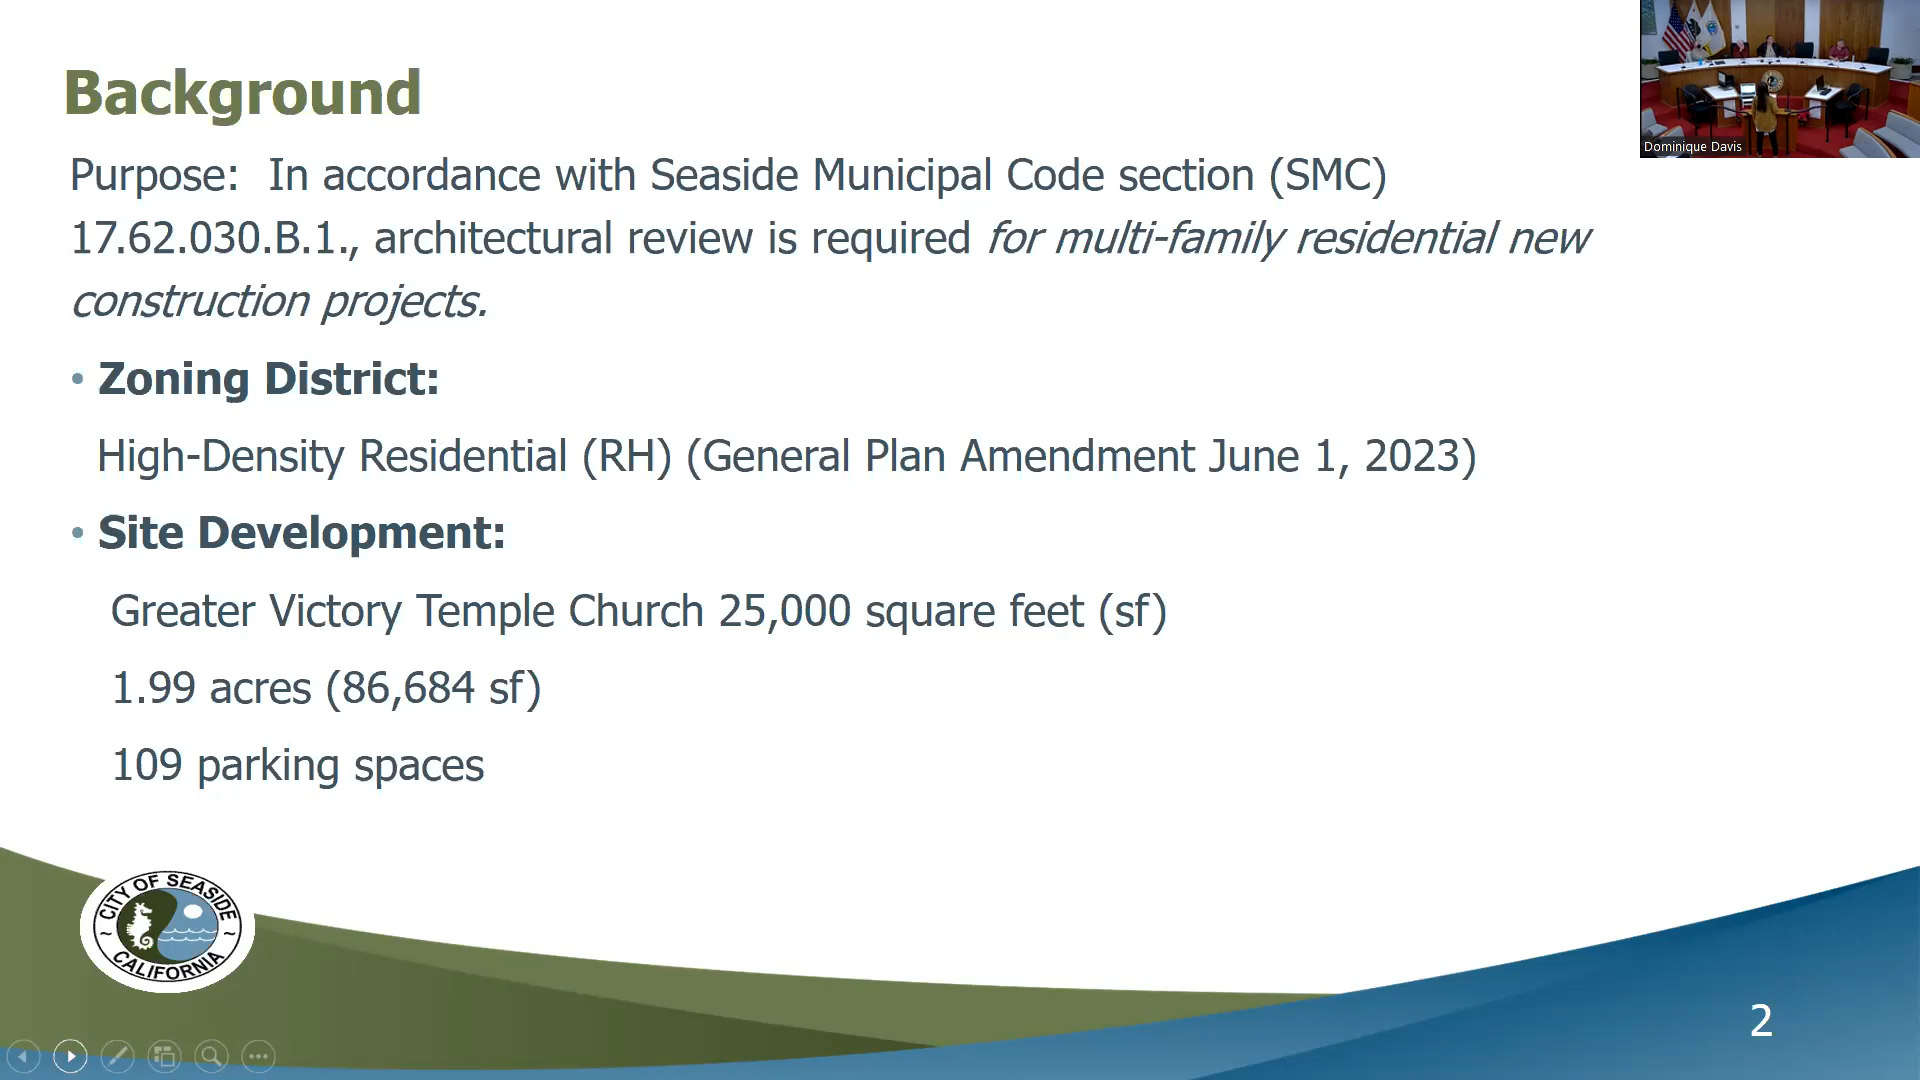 Background
Purpose:  In accordance with Seaside Municipal Code section (SMC)
17.62.030.B.1., architectural review is required for multi-family residential new
construction projects.
• Zoning District:
High-Density Residential (RH) (General Plan Amendment June 1, 2023)
• Site Development:
Greater Victory Temple Church 25,000 square feet (sf)
1.99 acres (86,684 sf)
109 parking spaces
Dominique Davis
CITY OF SEASIDE
~ ~
CALIFORNIA
2